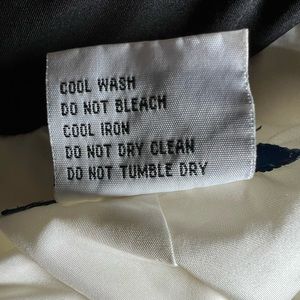 COOL WASH
DO NOT BLEACH
COOL IRON
DO NOT DRY CLEAN
DO NOT TUMBLE DRY